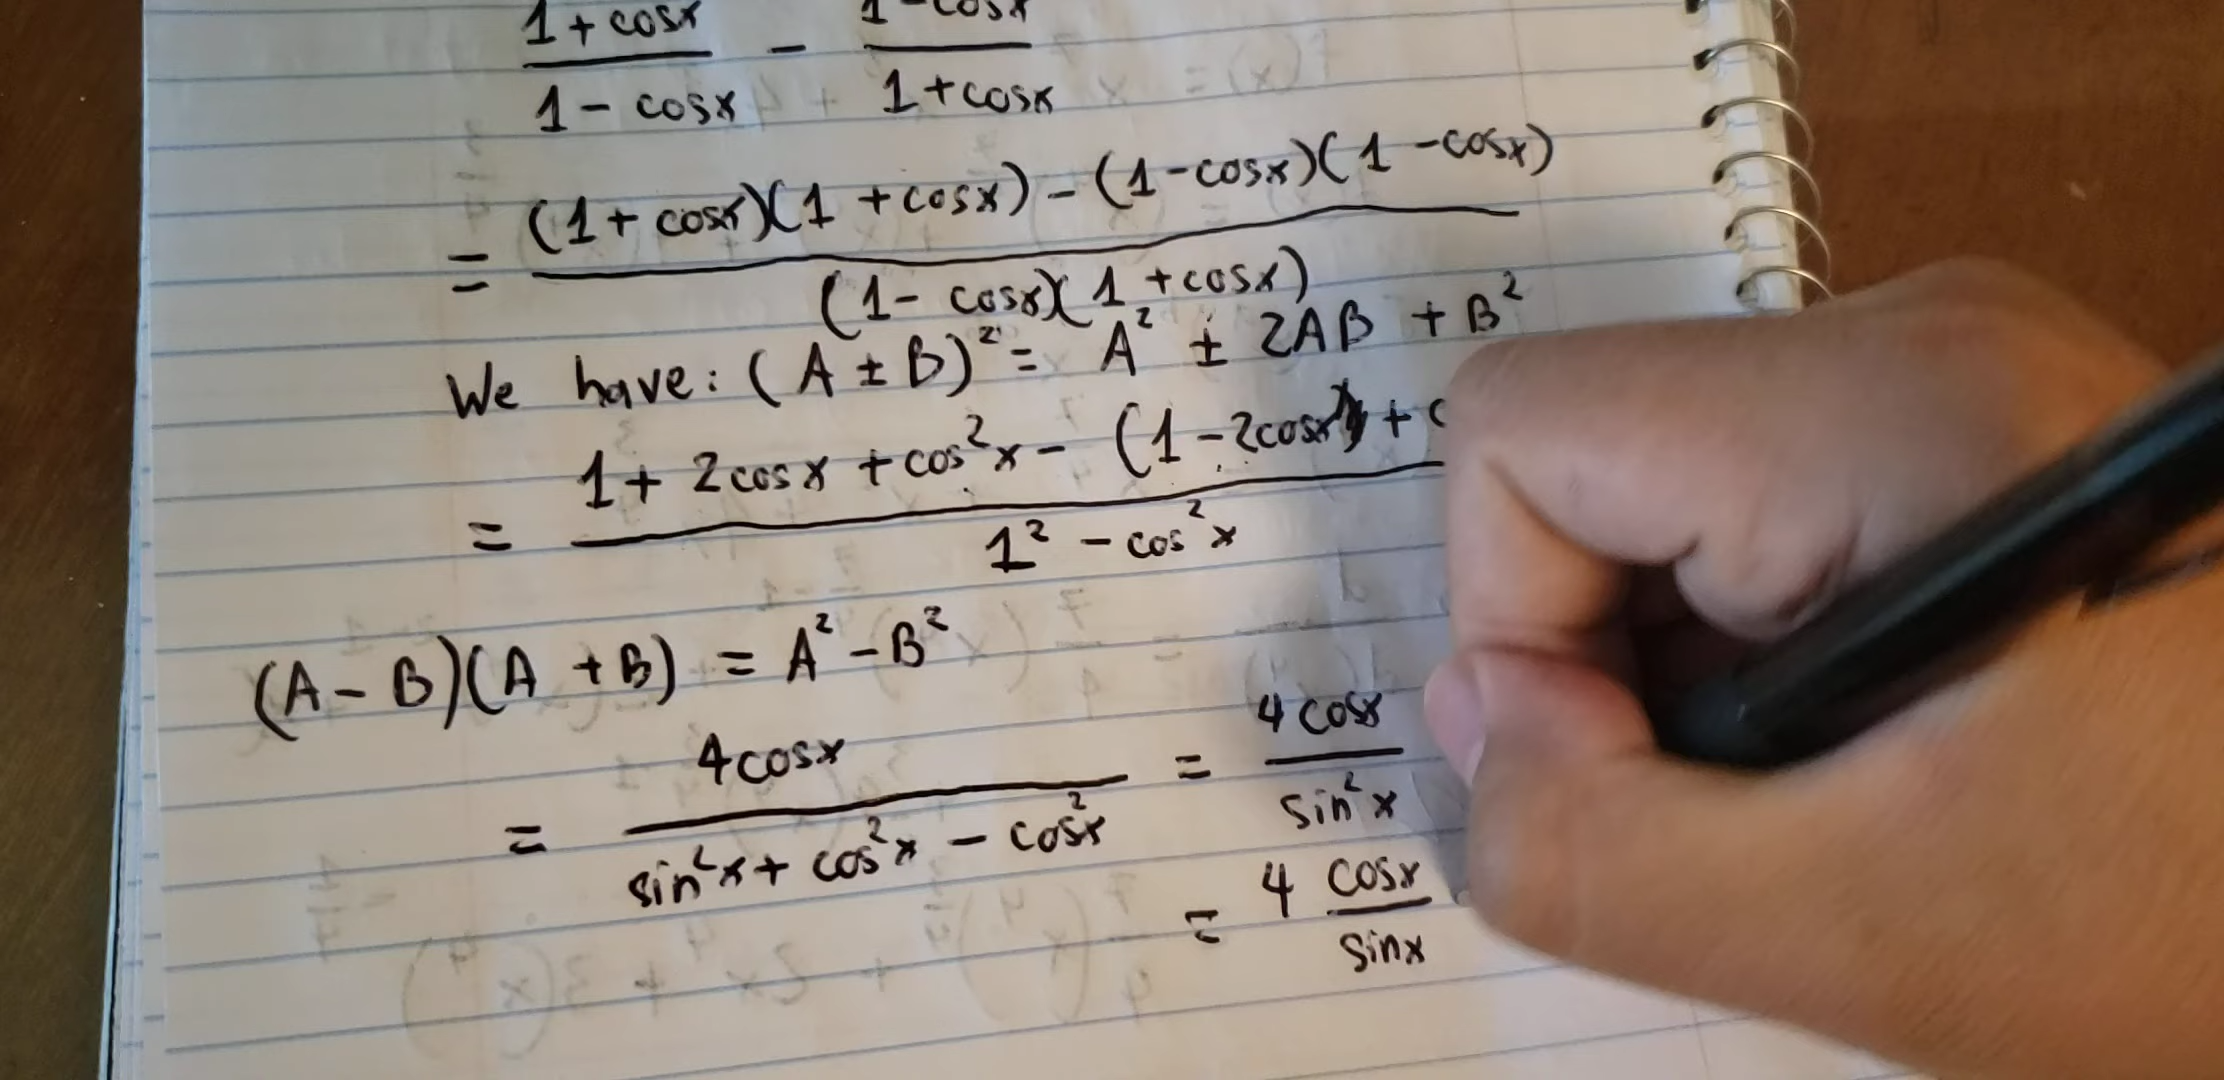 1+cosx/1-cosx - 1-cosx/1+cosx
= (1+cosx)(1+cosx) - (1-cosx)(1-cosx)/(1-cosx)(1+cosx)
We have: (A ± B)² = A² ± 2AB + B²
= 1 + 2cosx + cos²x - (1 - 2cosx +/1² - cos²x
(A - B)(A + B) = A² - B²
= 4cosx/sin²x + cos²x - cos²x = 4cosx/sin²x
= 4 cosx/sinx